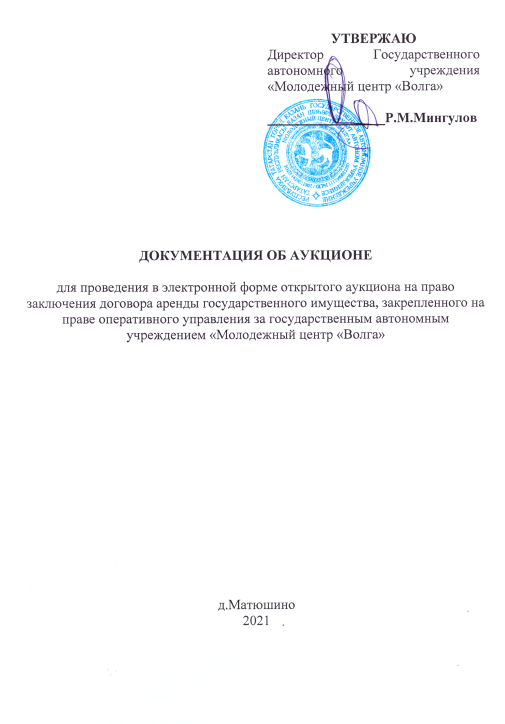 УТВЕРЖАЮ
Директор Государственного
автономного учреждения
«Молодежный центр «Волга»
Р.М.Мингулов
ДОКУМЕНТАЦИЯ ОБ АУКЦИОНЕ
для проведения в электронной форме открытого аукциона на право
заключения договора аренды государственного имущества, закрепленного на
праве оперативного управления за государственным автономным
учреждением «Молодежный центр «Волга»
д.Матюшино
2021